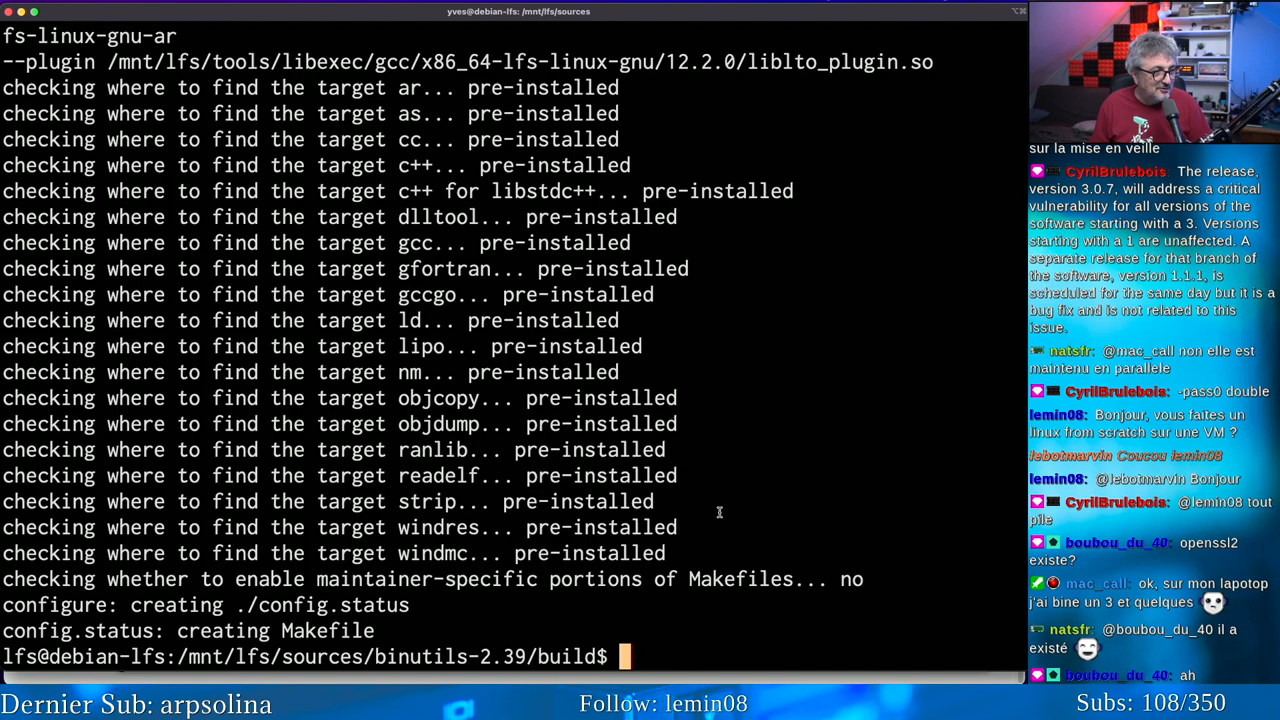 yves@debian-lfs: /mnt/lfs/sources
⌥⌘
fs-linux-gnu-ar
--plugin /mnt/lfs/tools/libexec/gcc/x86_64-lfs-linux-gnu/12.2.0/liblto_plugin.so
checking where to find the target ar... pre-installed
checking where to find the target as... pre-installed
checking where to find the target cc... pre-installed
checking where to find the target c++... pre-installed
checking where to find the target c++ for libstdc++... pre-installed
checking where to find the target dlltool... pre-installed
checking where to find the target gcc... pre-installed
checking where to find the target gfortran... pre-installed
checking where to find the target gccgo... pre-installed
checking where to find the target ld... pre-installed
checking where to find the target lipo... pre-installed
checking where to find the target nm... pre-installed
checking where to find the target objcopy... pre-installed
checking where to find the target objdump... pre-installed
checking where to find the target ranlib... pre-installed
checking where to find the target readelf... pre-installed
checking where to find the target strip... pre-installed
checking where to find the target windres... pre-installed
checking where to find the target windmc... pre-installed
checking whether to enable maintainer-specific portions of Makefiles... no
configure: creating ./config.status
config.status: creating Makefile
lfs@debian-lfs:/mnt/lfs/sources/binutils-2.39/build$
sur la mise en veille
CyrilBrulebois: The release,
version 3.0.7, will address a critical
vulnerability for all versions of the
software starting with a 3. Versions
starting with a 1 are unaffected. A
separate release for that branch of
the software, version 1.1.1, is
scheduled for the same day but it is a
bug fix and is not related to this
issue.
natsfr: @mac_call non elle est
maintenu en parallele
CyrilBrulebois: -pass0 double
lemin08: Bonjour, vous faites un
linux from scratch sur une VM ?
lebotmarvin Coucou lemin08
lemin08: @lebotmarvin Bonjour
CyrilBrulebois: @lemin08 tout
pile
boubou_du_40: openssl2
existe?
mac_call: ok, sur mon lapotop
j'ai bine un 3 et quelques
natsfr: @boubou_du_40 il a
existé
boubou_du_40: ah
Dernier Sub: arpsolina
Follow: lemin08
Subs: 108/350